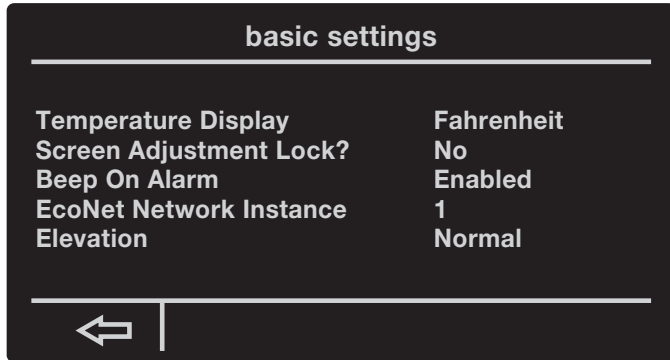 basic settings
Temperature Display Fahrenheit
Screen Adjustment Lock? No
Beep On Alarm Enabled
EcoNet Network Instance 1
Elevation Normal